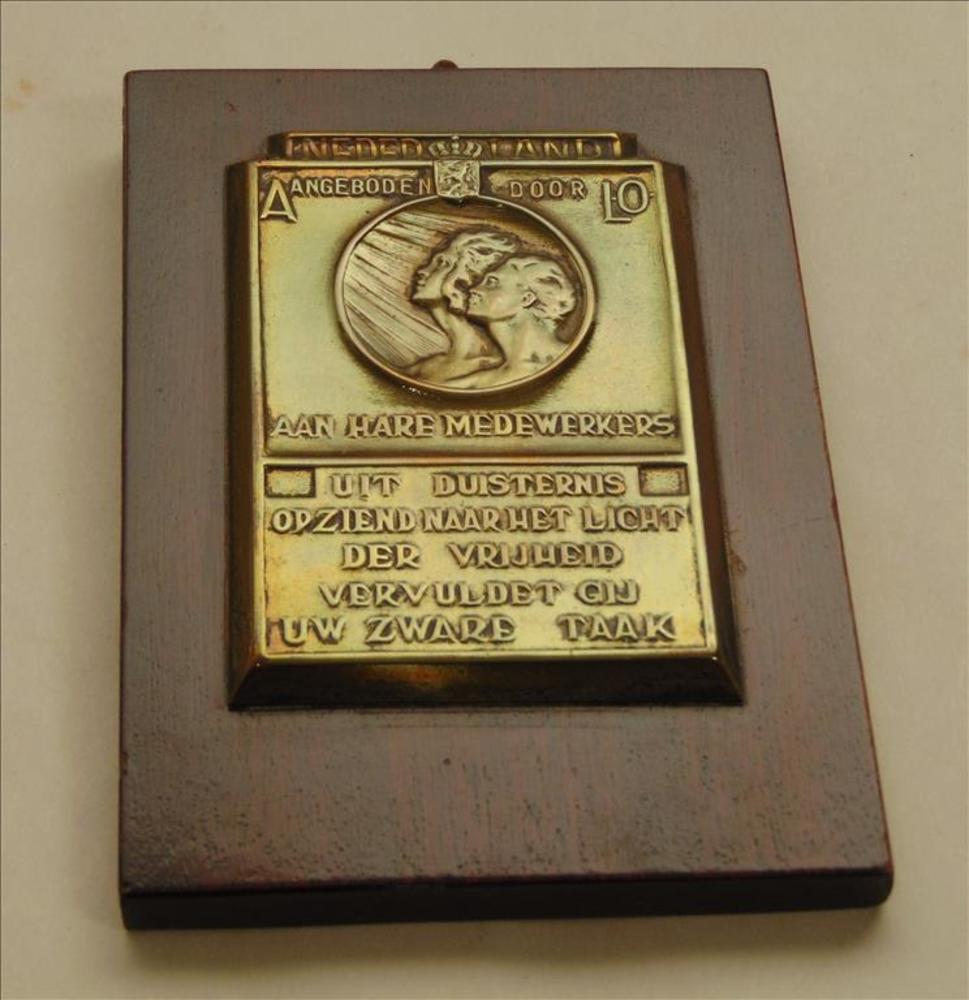 NEDERLAND
AANGEBODEN DOOR LO
AAN HARE MEDEWERKERS
UIT DUISTERNIS
OPZIEND NAAR HET LICHT
DER VRIJHEID
VERVULDET GIJ
UW ZWARE TAAK